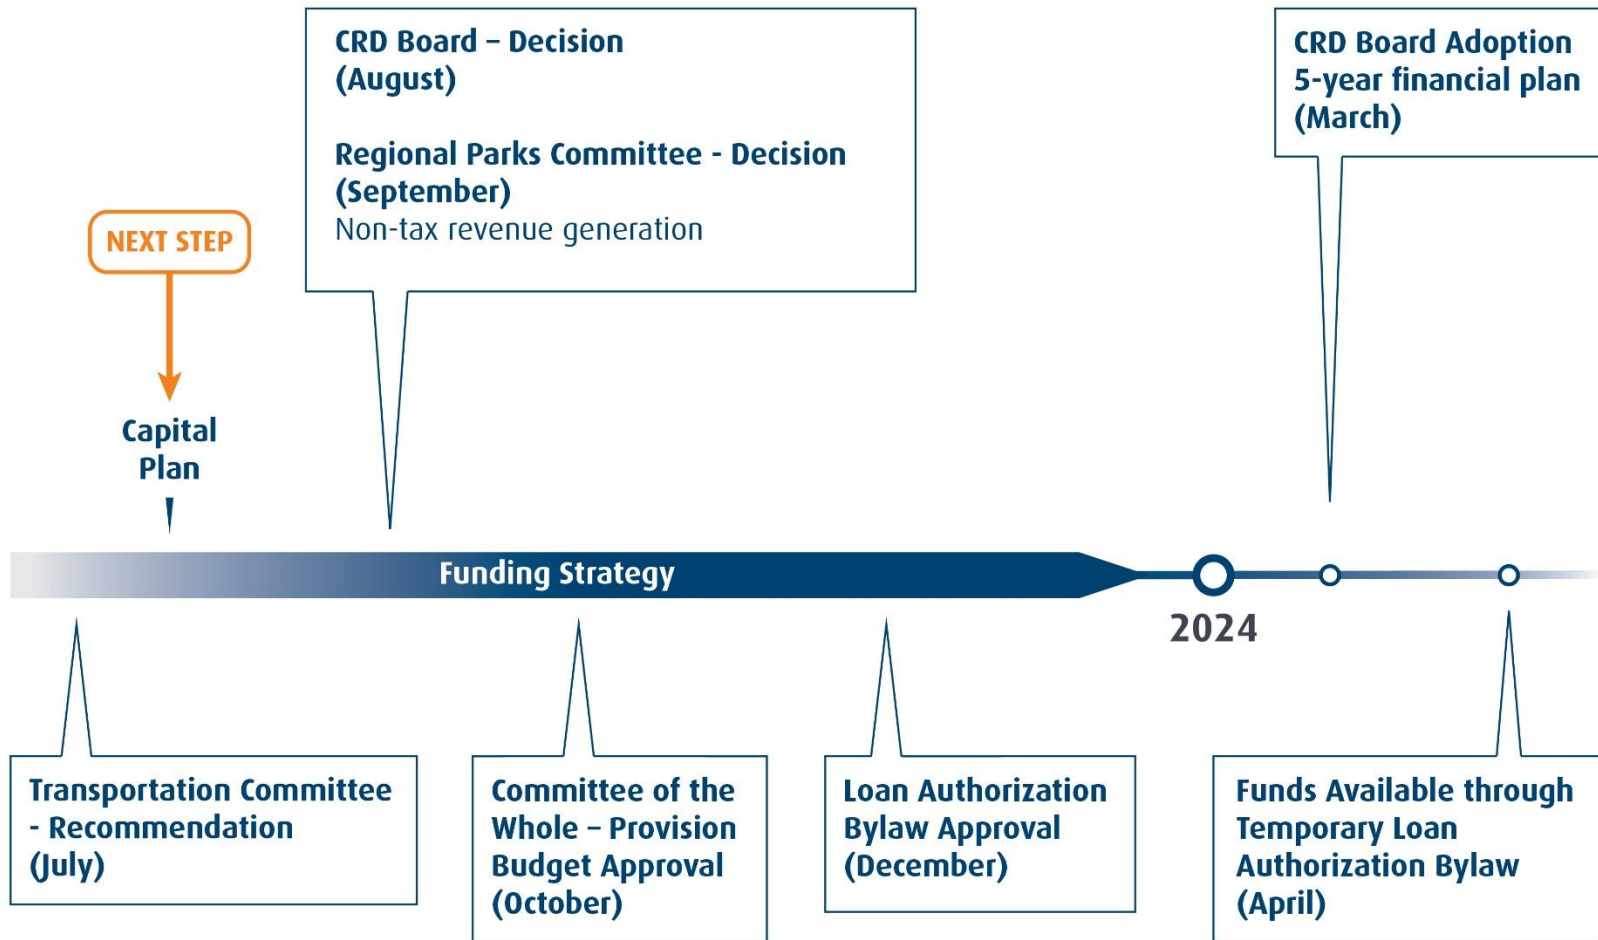 CRD Board – Decision
(August)
Regional Parks Committee - Decision
(September)
Non-tax revenue generation
CRD Board Adoption
5-year financial plan
(March)
NEXT STEP
Capital
Plan
Funding Strategy
2024
Transportation Committee
- Recommendation
(July)
Committee of the
Whole – Provision
Budget Approval
(October)
Loan Authorization
Bylaw Approval
(December)
Funds Available through
Temporary Loan
Authorization Bylaw
(April)